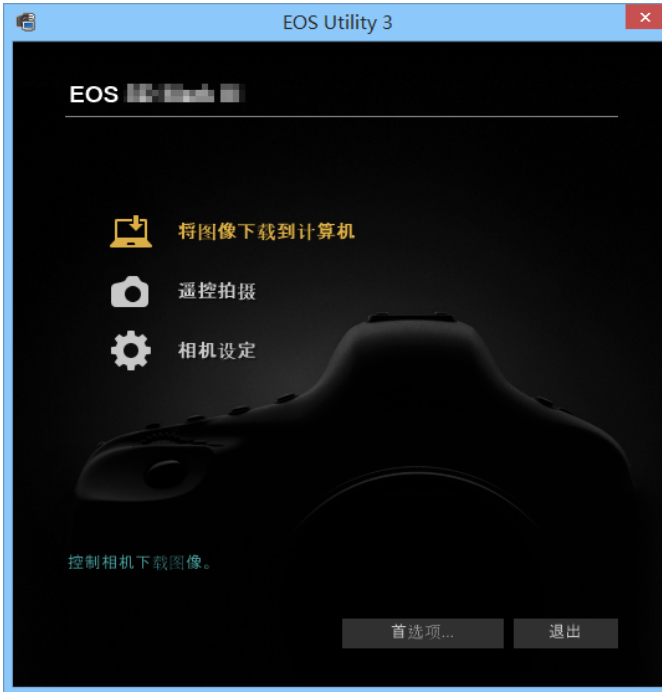 EOS Utility 3
EOS
将图像下载到计算机
遥控拍摄
相机设定
控制相机下载图像。
首选项...
退出